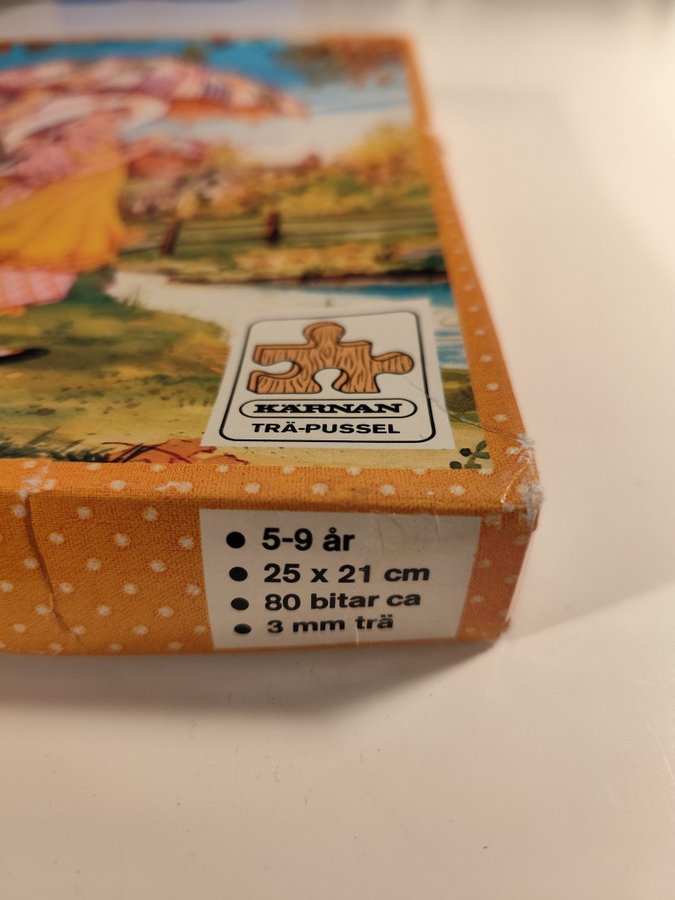 KÄRNAN
TRÄ-PUSSEL
5-9 år
25 x 21 cm
80 bitar ca
3 mm trä